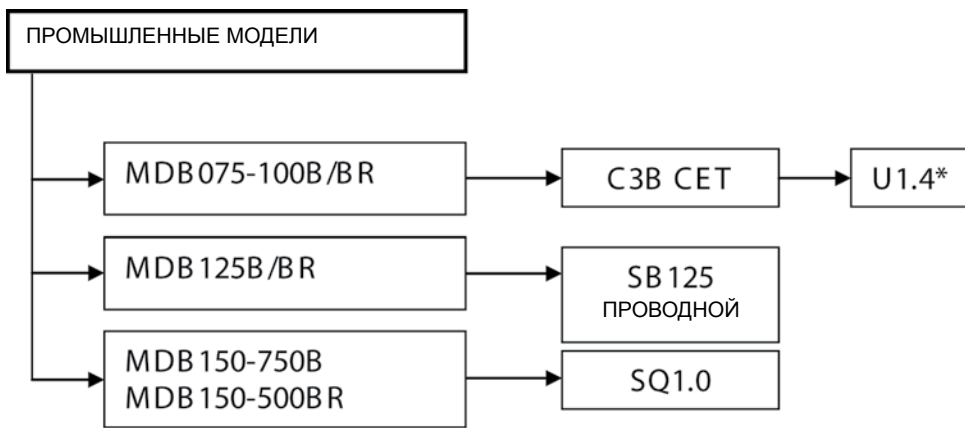 ПРОМЫШЛЕННЫЕ МОДЕЛИ
MDB075-100B/BR
C3B CET
U1.4*
MDB125B/BR
SB125
ПРОВОДНОЙ
MDB150-750B
MDB150-500BR
SQ1.0